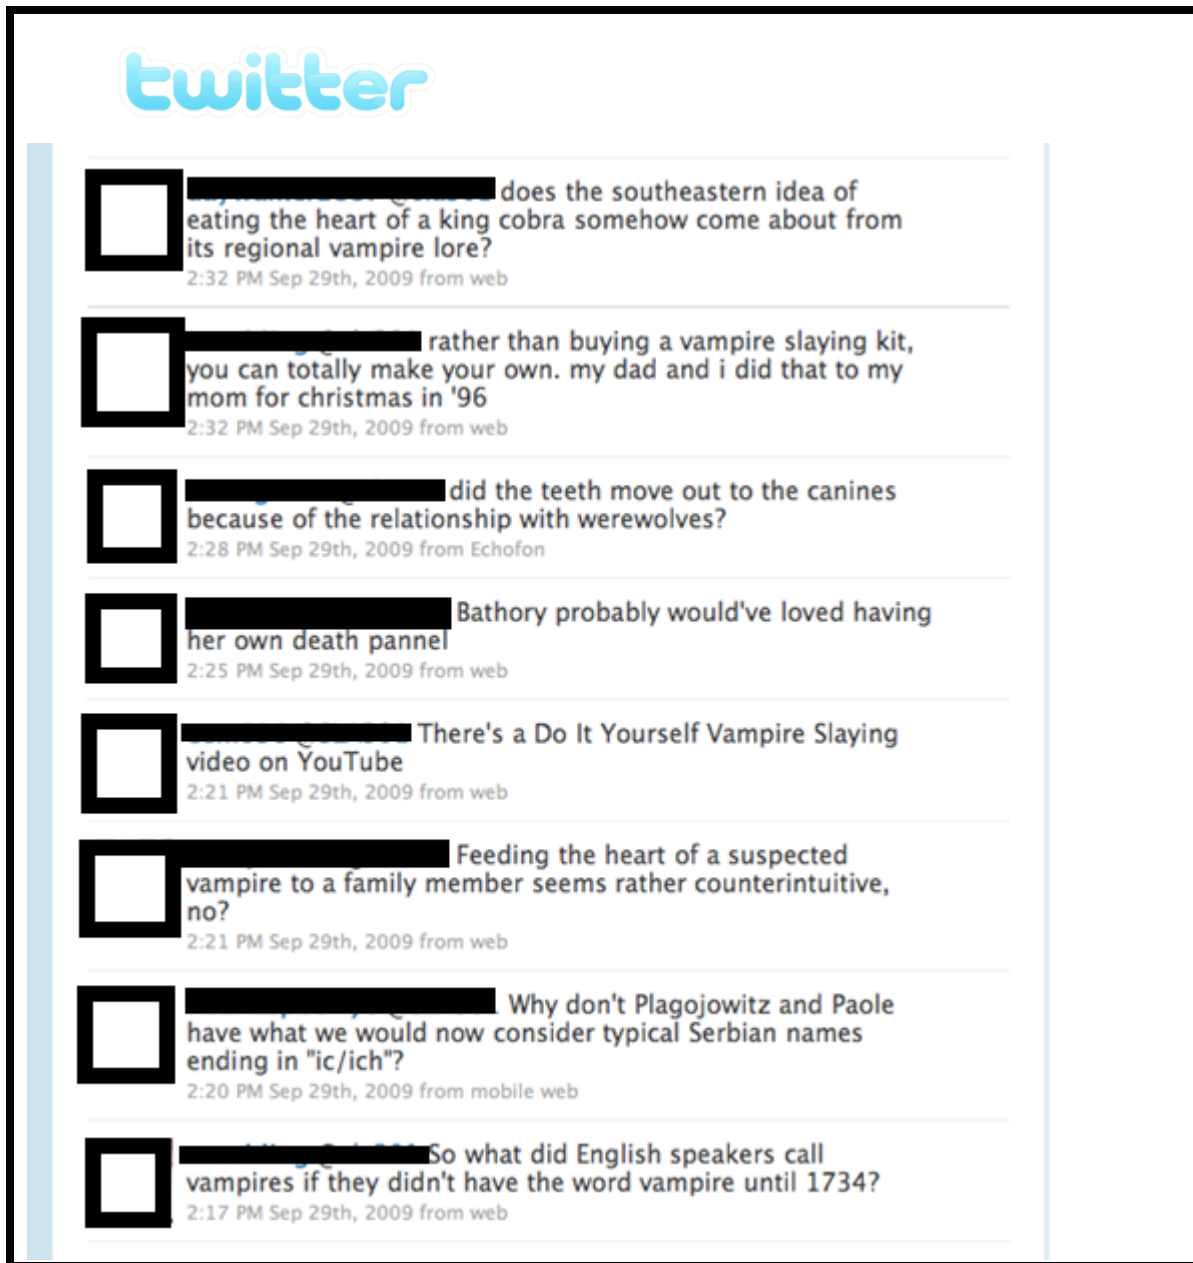 twitter
does the southeastern idea of
eating the heart of a king cobra somehow come about from
its regional vampire lore?
2:32 PM Sep 29th, 2009 from web
rather than buying a vampire slaying kit,
you can totally make your own. my dad and i did that to my
mom for christmas in '96
2:32 PM Sep 29th, 2009 from web
did the teeth move out to the canines
because of the relationship with werewolves?
2:28 PM Sep 29th, 2009 from Echofon
Bathory probably would've loved having
her own death pannel
2:25 PM Sep 29th, 2009 from web
There's a Do It Yourself Vampire Slaying
video on YouTube
2:21 PM Sep 29th, 2009 from web
Feeding the heart of a suspected
vampire to a family member seems rather counterintuitive,
no?
2:21 PM Sep 29th, 2009 from web
Why don't Plagojowitz and Paole
have what we would now consider typical Serbian names
ending in "ic/ich"?
2:20 PM Sep 29th, 2009 from mobile web
So what did English speakers call
vampires if they didn't have the word vampire until 1734?
2:17 PM Sep 29th, 2009 from web